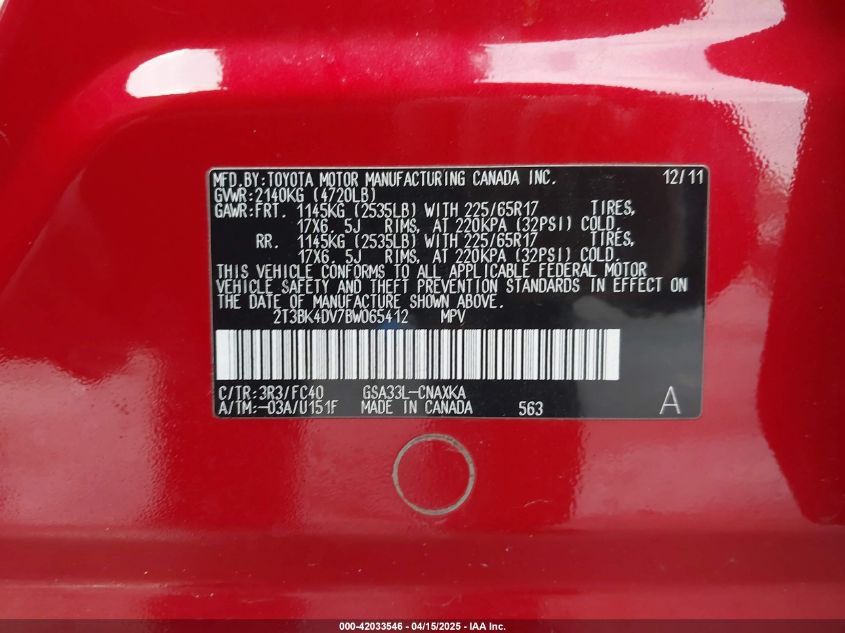 MFD.BY:TOYOTA MOTOR MANUFACTURING CANADA INC. 12/11
GVWR:2140KG (4720LB)
GAWR:FRT. 1145KG (2535LB) WITH 225/65R17 TIRES,
17X6. 5J RIMS, AT 220KPA (32PSI) COLD.
RR. 1145KG (2535LB) WITH 225/65R17 TIRES,
17X6. 5J RIMS, AT 220KPA (32PSI) COLD.
THIS VEHICLE CONFORMS TO ALL APPLICABLE FEDERAL MOTOR
VEHICLE SAFETY AND THEFT PREVENTION STANDARDS IN EFFECT ON
THE DATE OF MANUFACTURE SHOWN ABOVE.
2T3BK4DV7BW065412 MPV
C/TR:3R3/FC40 GSA33L-CNAXKA
A/TM:-03A/U151F MADE IN CANADA 563 A
000-42033546 - 04/15/2025 - IAA Inc.